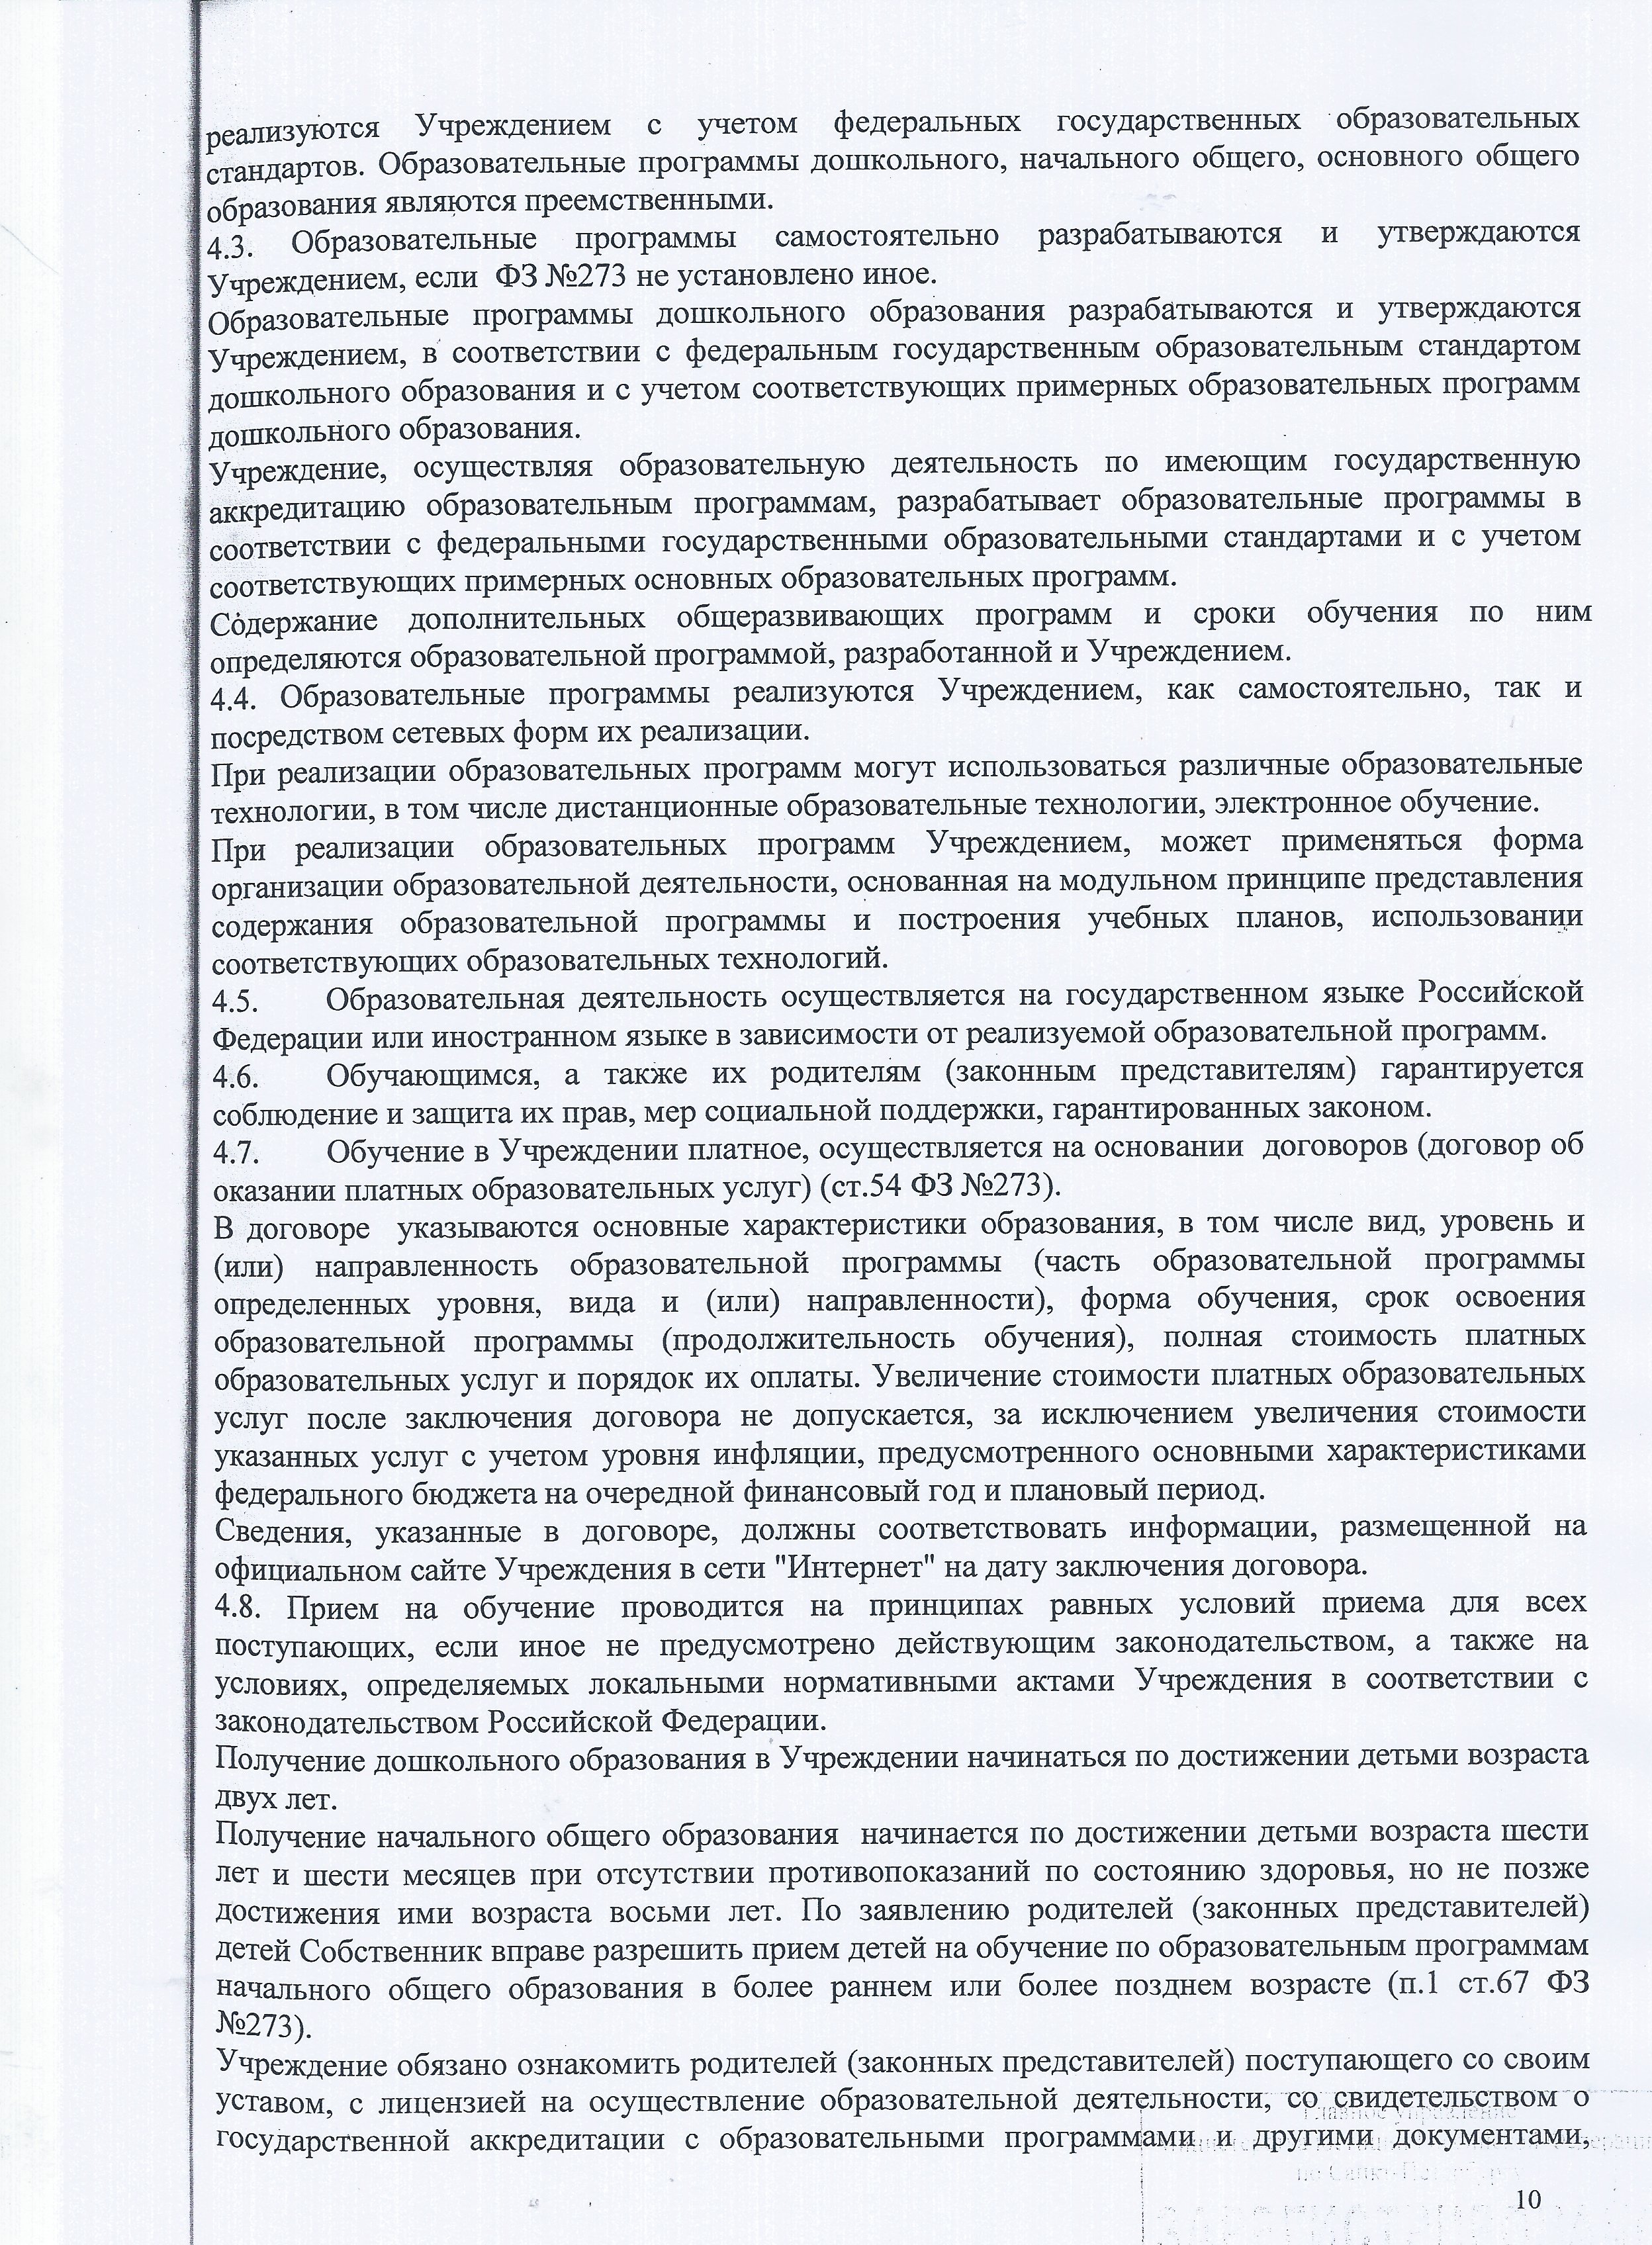 реализуются Учреждением с учетом федеральных государственных образовательных
стандартов. Образовательные программы дошкольного, начального общего, основного общего
образования являются преемственными.
4.3. Образовательные программы самостоятельно разрабатываются и утверждаются
Учреждением, если ФЗ №273 не установлено иное.
Образовательные программы дошкольного образования разрабатываются и утверждаются
Учреждением, в соответствии с федеральным государственным образовательным стандартом
дошкольного образования и с учетом соответствующих примерных образовательных программ
дошкольного образования.
Учреждение, осуществляя образовательную деятельность по имеющим государственную
аккредитацию образовательным программам, разрабатывает образовательные программы в
соответствии с федеральными государственными образовательными стандартами и с учетом
соответствующих примерных основных образовательных программ.
Содержание дополнительных общеразвивающих программ и сроки обучения по ним
определяются образовательной программой, разработанной и Учреждением.
4.4. Образовательные программы реализуются Учреждением, как самостоятельно, так и
посредством сетевых форм их реализации.
При реализации образовательных программ могут использоваться различные образовательные
технологии, в том числе дистанционные образовательные технологии, электронное обучение.
При реализации образовательных программ Учреждением, может применяться форма
организации образовательной деятельности, основанная на модульном принципе представления
содержания образовательной программы и построения учебных планов, использовании
соответствующих образовательных технологий.
4.5. Образовательная деятельность осуществляется на государственном языке Российской
Федерации или иностранном языке в зависимости от реализуемой образовательной программ.
4.6. Обучающимся, а также их родителям (законным представителям) гарантируется
соблюдение и защита их прав, мер социальной поддержки, гарантированных законом.
4.7. Обучение в Учреждении платное, осуществляется на основании договоров (договор об
оказании платных образовательных услуг) (ст.54 ФЗ №273).
В договоре указываются основные характеристики образования, в том числе вид, уровень и
(или) направленность образовательной программы (часть образовательной программы
определенных уровня, вида и (или) направленности), форма обучения, срок освоения
образовательной программы (продолжительность обучения), полная стоимость платных
образовательных услуг и порядок их оплаты. Увеличение стоимости платных образовательных
услуг после заключения договора не допускается, за исключением увеличения стоимости
указанных услуг с учетом уровня инфляции, предусмотренного основными характеристиками
федерального бюджета на очередной финансовый год и плановый период.
Сведения, указанные в договоре, должны соответствовать информации, размещенной на
официальном сайте Учреждения в сети "Интернет" на дату заключения договора.
4.8. Прием на обучение проводится на принципах равных условий приема для всех
поступающих, если иное не предусмотрено действующим законодательством, а также на
условиях, определяемых локальными нормативными актами Учреждения в соответствии с
законодательством Российской Федерации.
Получение дошкольного образования в Учреждении начинаться по достижении детьми возраста
двух лет.
Получение начального общего образования начинается по достижении детьми возраста шести
лет и шести месяцев при отсутствии противопоказаний по состоянию здоровья, но не позже
достижения ими возраста восьми лет. По заявлению родителей (законных представителей)
детей Собственник вправе разрешить прием детей на обучение по образовательным программам
начального общего образования в более раннем или более позднем возрасте (п.1 ст.67 ФЗ
№273).
Учреждение обязано ознакомить родителей (законных представителей) поступающего со своим
уставом, с лицензией на осуществление образовательной деятельности, со свидетельством о
государственной аккредитации с образовательными программами и другими документами,
Главное управление
по Санкт-Петербургу
10